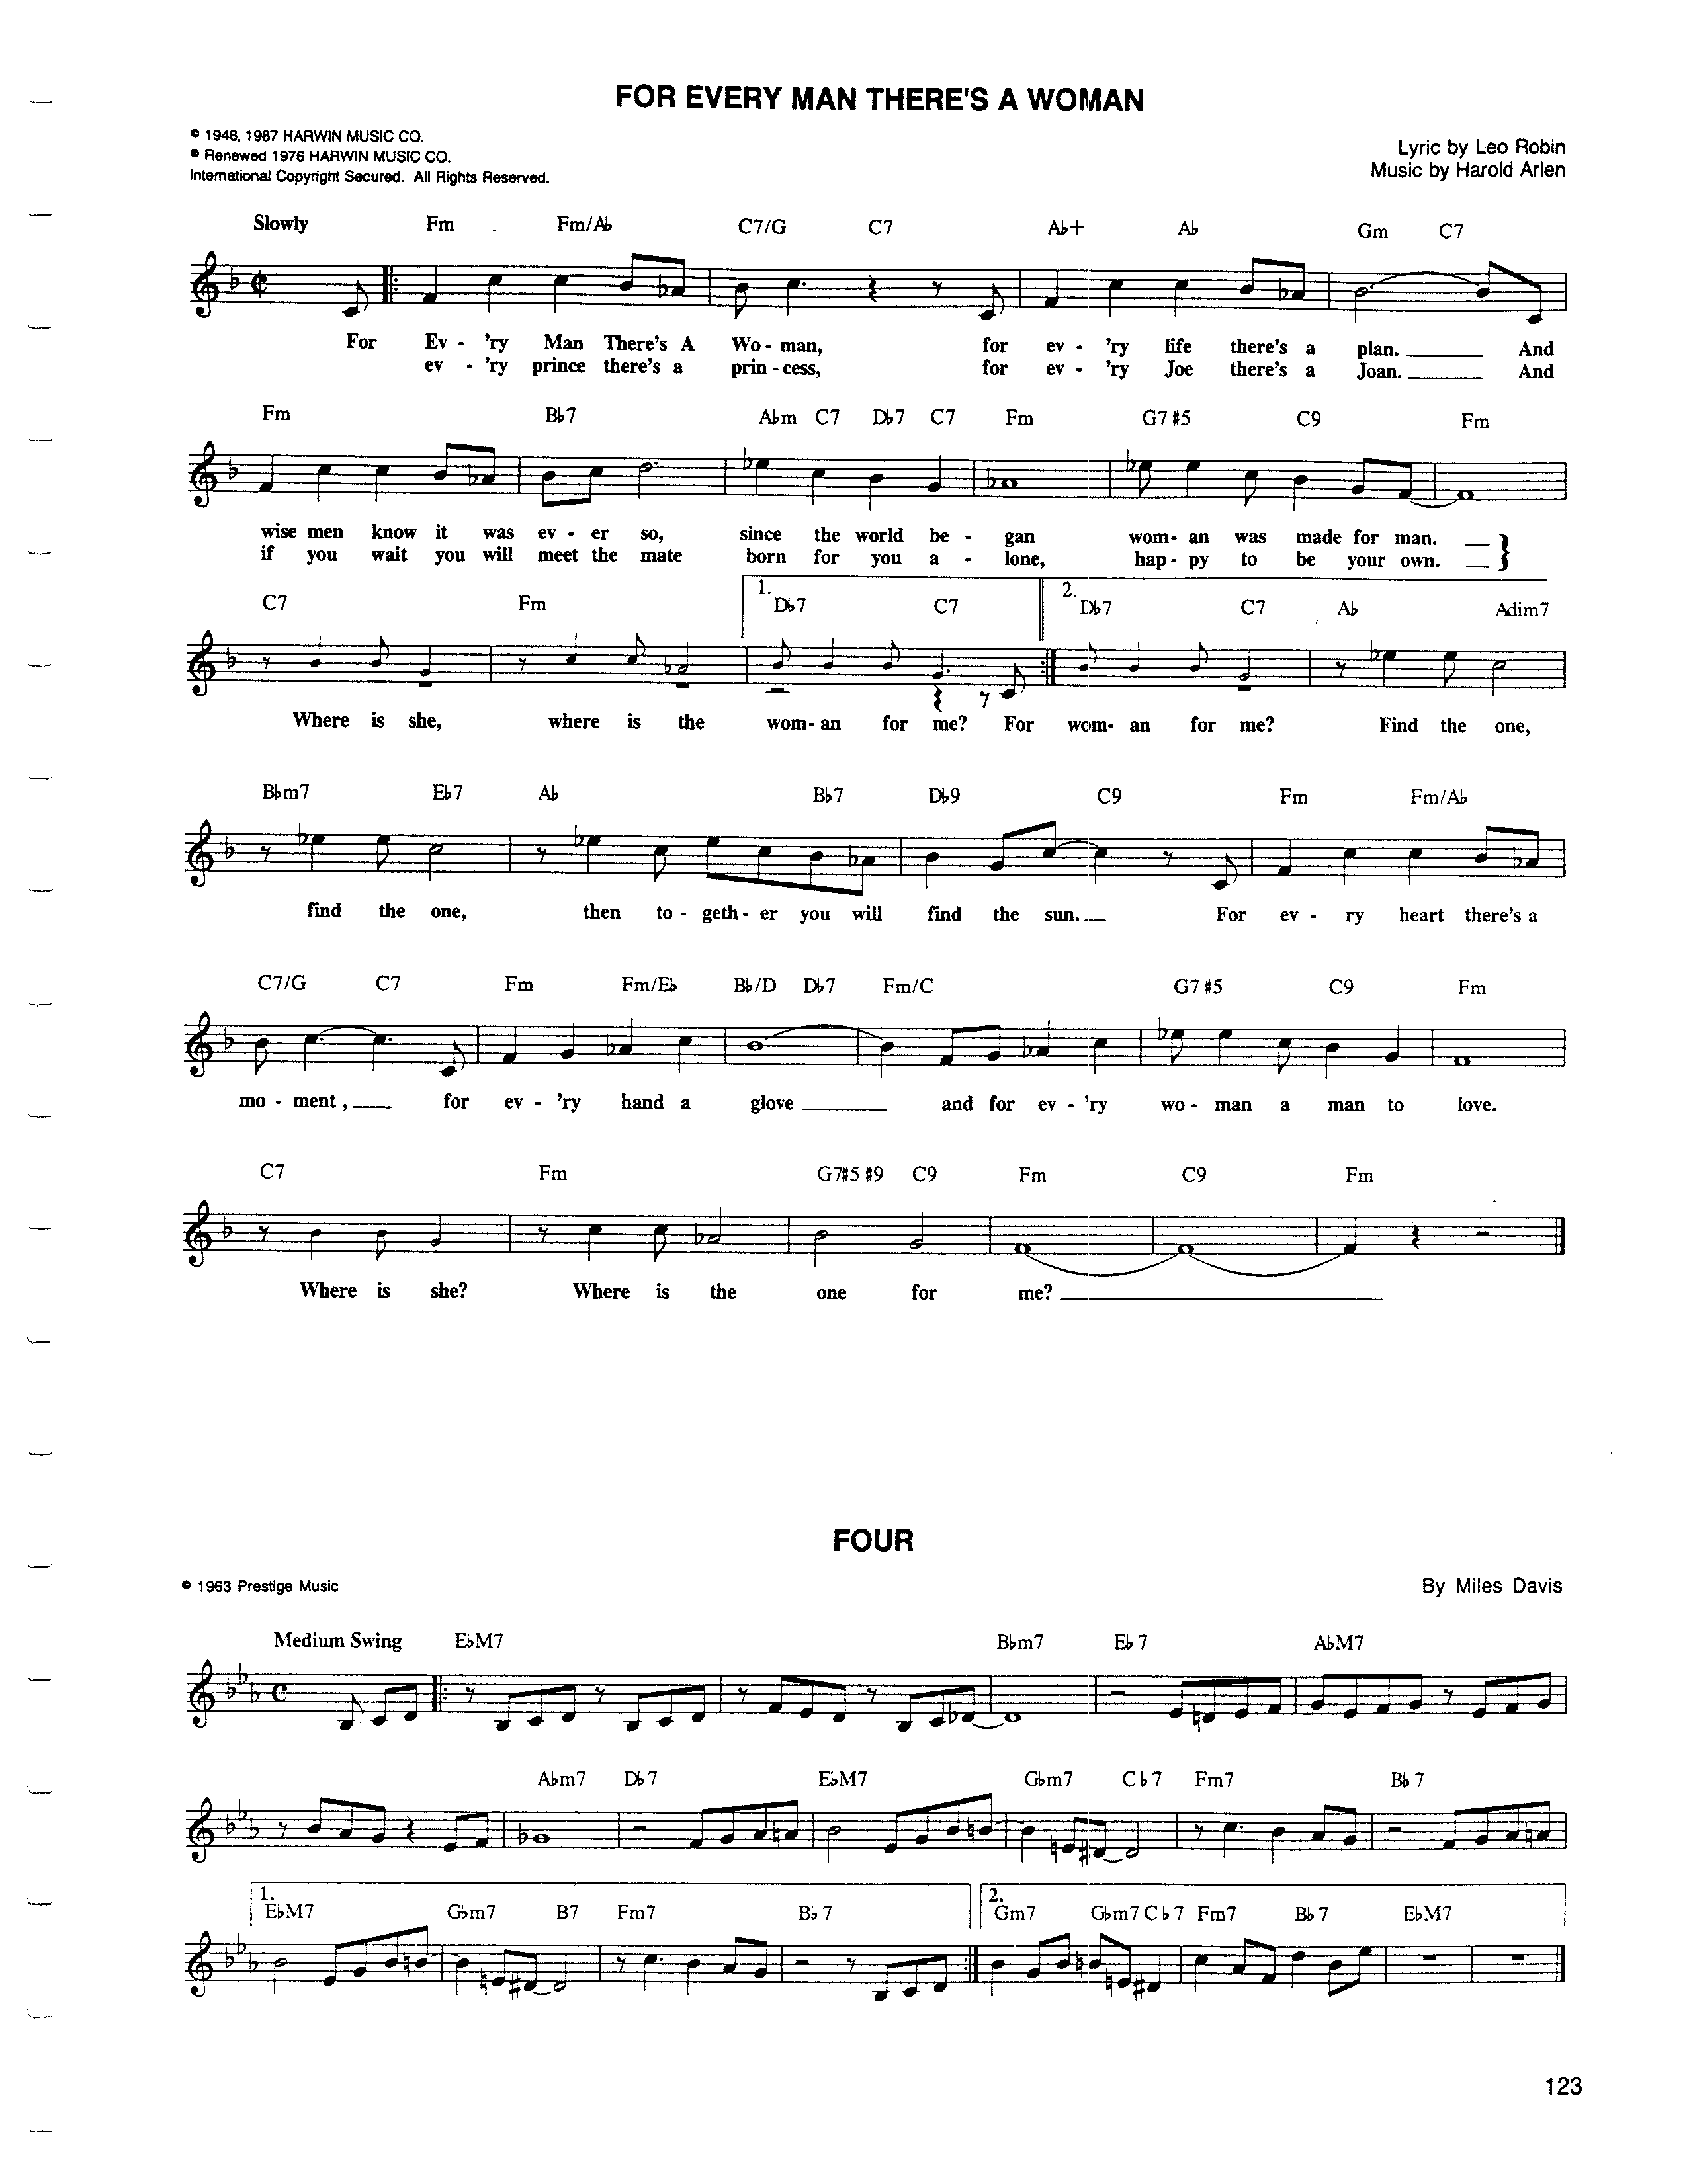 FOR EVERY MAN THERE'S A WOMAN
© 1948, 1987 HARWIN MUSIC CO.
© Renewed 1976 HARWIN MUSIC CO.
International Copyright Secured. All Rights Reserved.
Lyric by Leo Robin
Music by Harold Arlen
Slowly Fm Fm/A♭ C7/G C7 A♭+ A♭ Gm C7
For Ev - 'ry Man There's A Wo - man, for ev - 'ry life there's a plan. And
ev - 'ry prince there's a prin - cess, for ev - 'ry Joe there's a Joan. And
Fm B♭7 A♭m C7 D♭7 C7 Fm G7 #5 C9 Fm
wise men know it was ev - er so, since the world be - gan wom - an was made for man.
if you wait you will meet the mate born for you a - lone, hap - py to be your own.
C7 Fm 1. D♭7 C7 2. D♭7 C7 A♭ Adim7
Where is she, where is the wom - an for me? For wom - an for me? Find the one,
B♭m7 E♭7 A♭ B♭7 D♭9 C9 Fm Fm/A♭
find the one, then to - geth - er you will find the sun. For ev - ry heart there's a
C7/G C7 Fm Fm/E♭ B♭/D D♭7 Fm/C G7 #5 C9 Fm
mo - ment, for ev - 'ry hand a glove and for ev - 'ry wo - man a man to love.
C7 Fm G7#5 #9 C9 Fm C9 Fm
Where is she? Where is the one for me?
FOUR
© 1963 Prestige Music
By Miles Davis
Medium Swing E♭M7 B♭m7 E♭7 A♭M7
A♭m7 D♭7 E♭M7 G♭m7 C♭7 Fm7 B♭7
1. E♭M7 G♭m7 B7 Fm7 B♭7 2. Gm7 G♭m7 C♭7 Fm7 B♭7 E♭M7
123